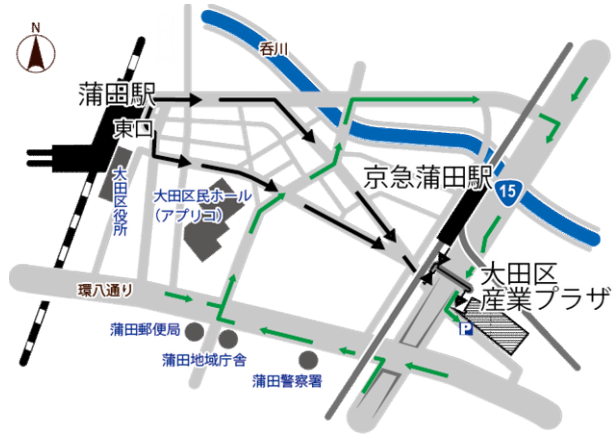 N
呑川
蒲田駅
東口
京急蒲田駅
15
大田区役所
大田区民ホール
(アプリコ)
大田区
産業プラザ
環八通り
P
蒲田郵便局
蒲田地域庁舎
蒲田警察署